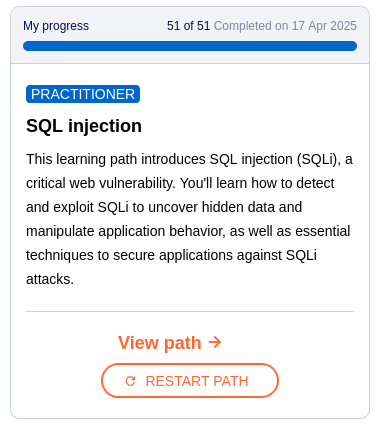 My progress 51 of 51 Completed on 17 Apr 2025
PRACTITIONER
SQL injection
This learning path introduces SQL injection (SQLi), a
critical web vulnerability. You'll learn how to detect
and exploit SQLi to uncover hidden data and
manipulate application behavior, as well as essential
techniques to secure applications against SQLi
attacks.
View path →
RESTART PATH